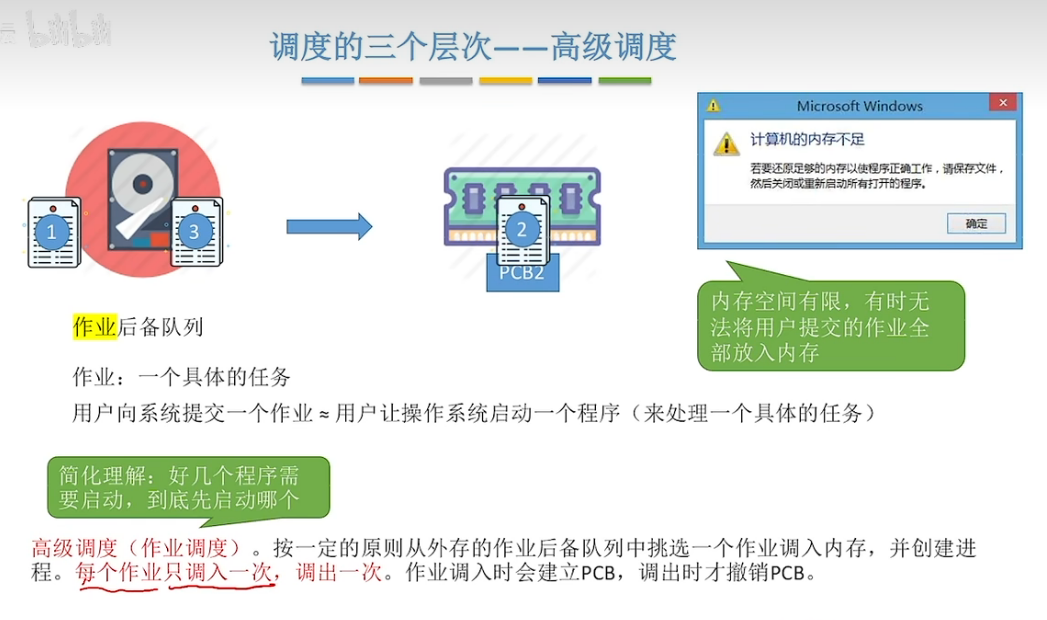 bilibili
调度的三个层次——高级调度
Microsoft Windows
计算机的内存不足
若要还原足够的内存以使程序正确工作，请保存文件，
然后关闭或重新启动所有打开的程序。
确定
1
3
2
PCB2
内存空间有限，有时无
法将用户提交的作业全
部放入内存
作业后备队列
作业：一个具体的任务
用户向系统提交一个作业 ≈ 用户让操作系统启动一个程序（来处理一个具体的任务）
简化理解：好几个程序需
要启动，到底先启动哪个
高级调度（作业调度）。按一定的原则从外存的作业后备队列中挑选一个作业调入内存，并创建进
程。每个作业只调入一次，调出一次。作业调入时会建立PCB，调出时才撤销PCB。